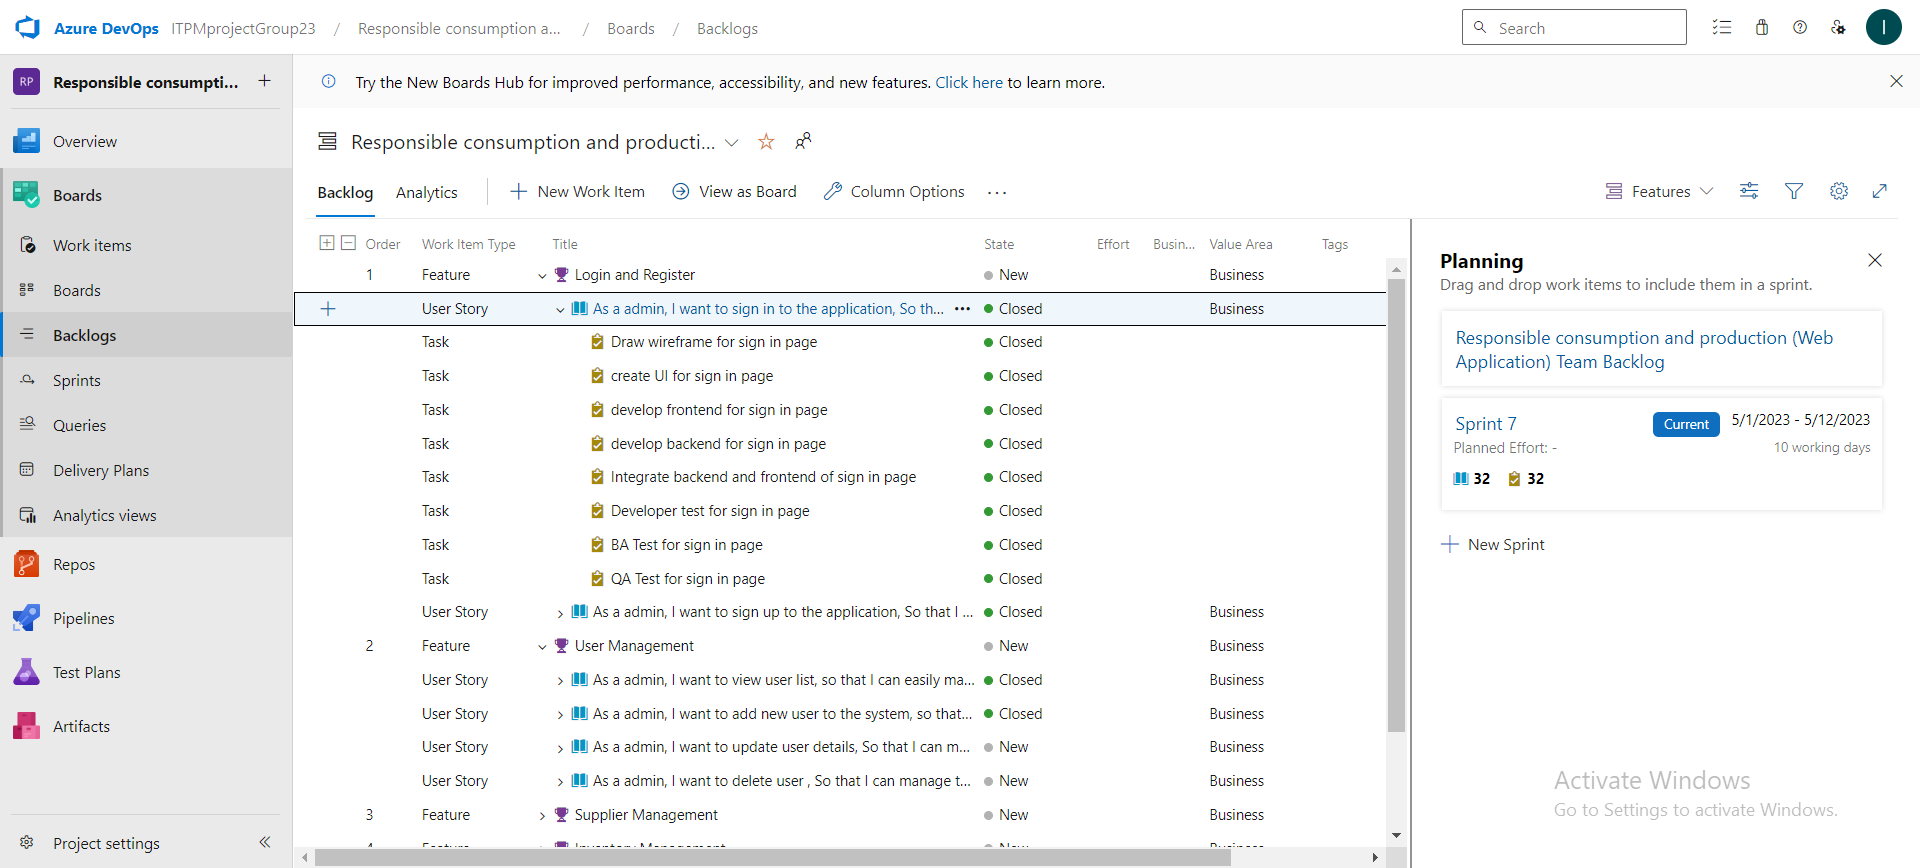 Azure DevOps ITPMprojectGroup23 / Responsible consumption a... / Boards / Backlogs
Search
I
RP Responsible consumpti...
Overview
Boards
Work items
Boards
Backlogs
Sprints
Queries
Delivery Plans
Analytics views
Repos
Pipelines
Test Plans
Artifacts
Project settings
Try the New Boards Hub for improved performance, accessibility, and new features. Click here to learn more.
Responsible consumption and producti...
Backlog Analytics New Work Item View as Board Column Options Features
Order Work Item Type Title State Effort Busin... Value Area Tags
1 Feature Login and Register New Business
User Story As a admin, I want to sign in to the application, So th... Closed Business
Task Draw wireframe for sign in page Closed
Task create UI for sign in page Closed
Task develop frontend for sign in page Closed
Task develop backend for sign in page Closed
Task Integrate backend and frontend of sign in page Closed
Task Developer test for sign in page Closed
Task BA Test for sign in page Closed
Task QA Test for sign in page Closed
User Story As a admin, I want to sign up to the application, So that I ... Closed Business
2 Feature User Management New Business
User Story As a admin, I want to view user list, so that I can easily ma... Closed Business
User Story As a admin, I want to add new user to the system, so that... Closed Business
User Story As a admin, I want to update user details, So that I can m... New Business
User Story As a admin, I want to delete user , So that I can manage t... New Business
3 Feature Supplier Management New Business
4 Feature Inventory Management New Business
Planning
Drag and drop work items to include them in a sprint.
Responsible consumption and production (Web
Application) Team Backlog
Sprint 7 Current 5/1/2023 - 5/12/2023
Planned Effort: - 10 working days
32 32
New Sprint
Activate Windows
Go to Settings to activate Windows.